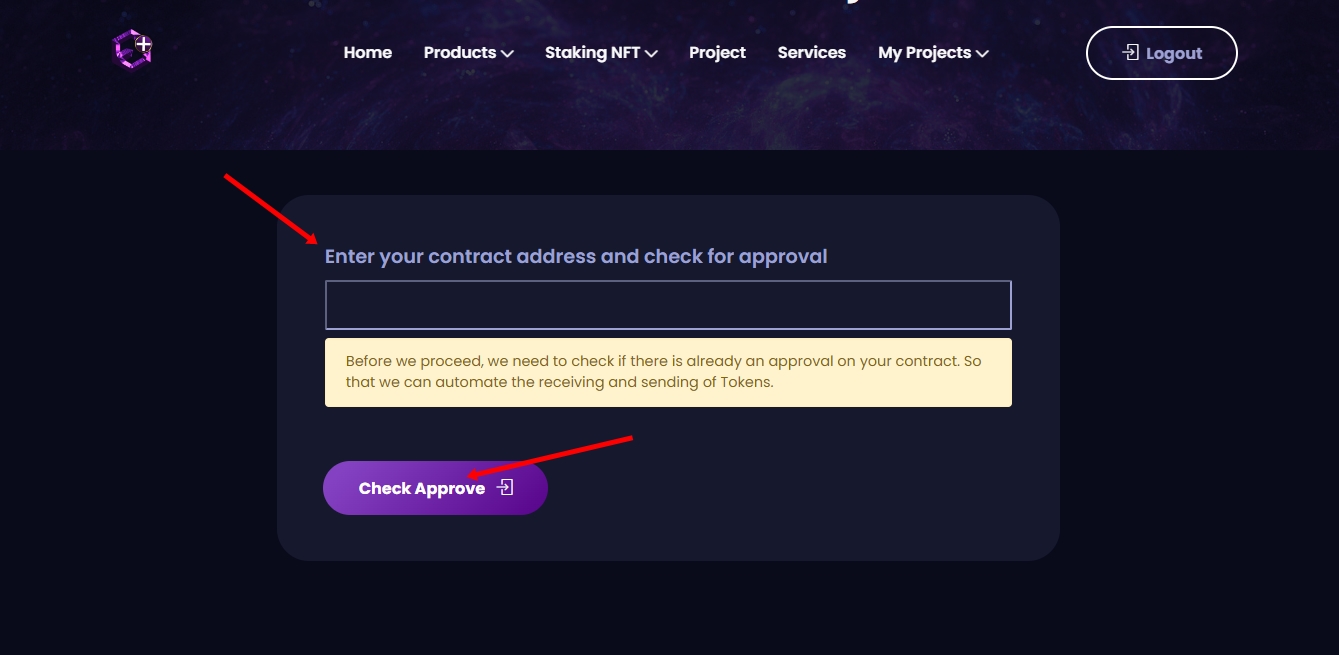 Home
Products
Staking NFT
Project
Services
My Projects
Logout
Enter your contract address and check for approval
Before we proceed, we need to check if there is already an approval on your contract. So
that we can automate the receiving and sending of Tokens.
Check Approve